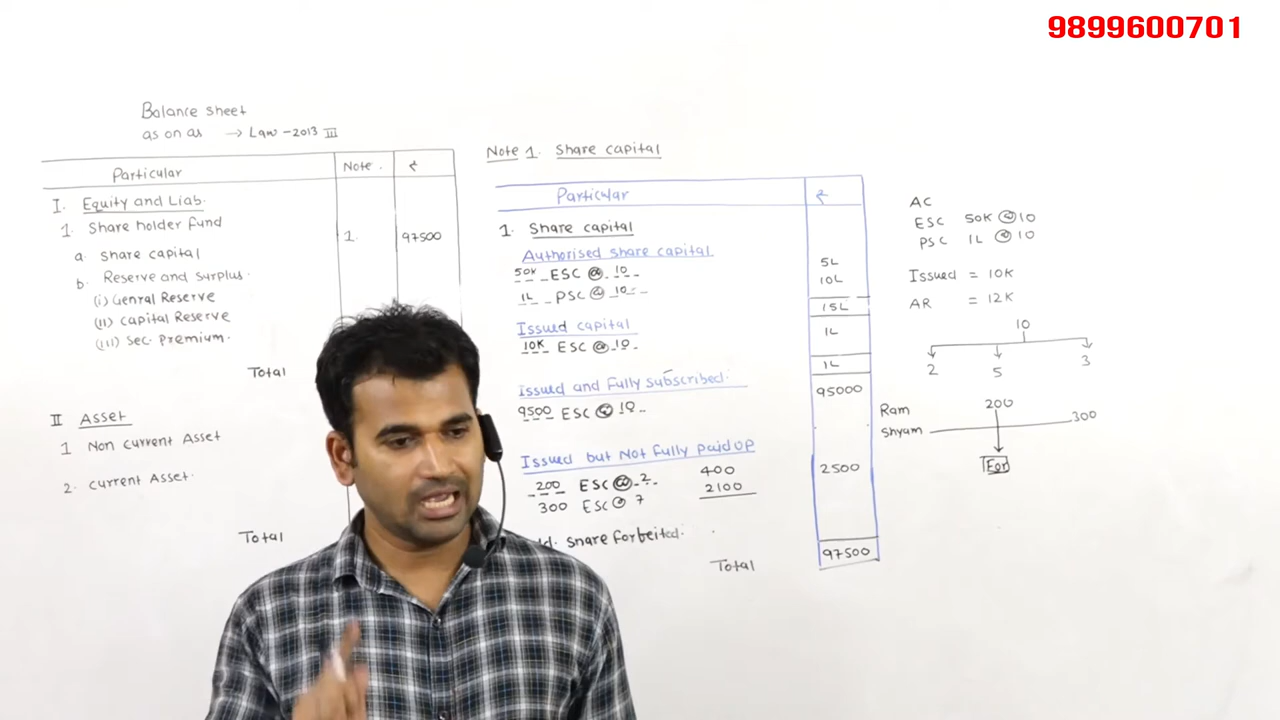 9899600701
Balance sheet
as on as → Law - 2013 III
Particular Note. ₹
I. Equity and Liab.
1. Share holder fund 1. 97500
a. share capital
b. Reserve and surplus.
(i) Genral Reserve
(ii) Capital Reserve
(iii) Sec. Premium.
Total
II Asset
1 Non current Asset
2. current Asset.
Total
Note 1. Share capital
Particular ₹
1. Share capital
Authorised share capital
50K ESC @ 10 5L
1L PSC @ 10 10L
15L
Issued capital 1L
10K ESC @ 10
1L
Issued and Fully subscribed: 95000
9500 ESC @ 10
Issued but Not Fully Paid up
200 ESC @ 2 400 2500
300 ESC @ 7 2100
share forbeited.
Total 97500
AC
ESC 50K @ 10
PSC 1L @ 10
Issued = 10K
AR = 12K
10
2 5 3
Ram 200
Shyam 300
For